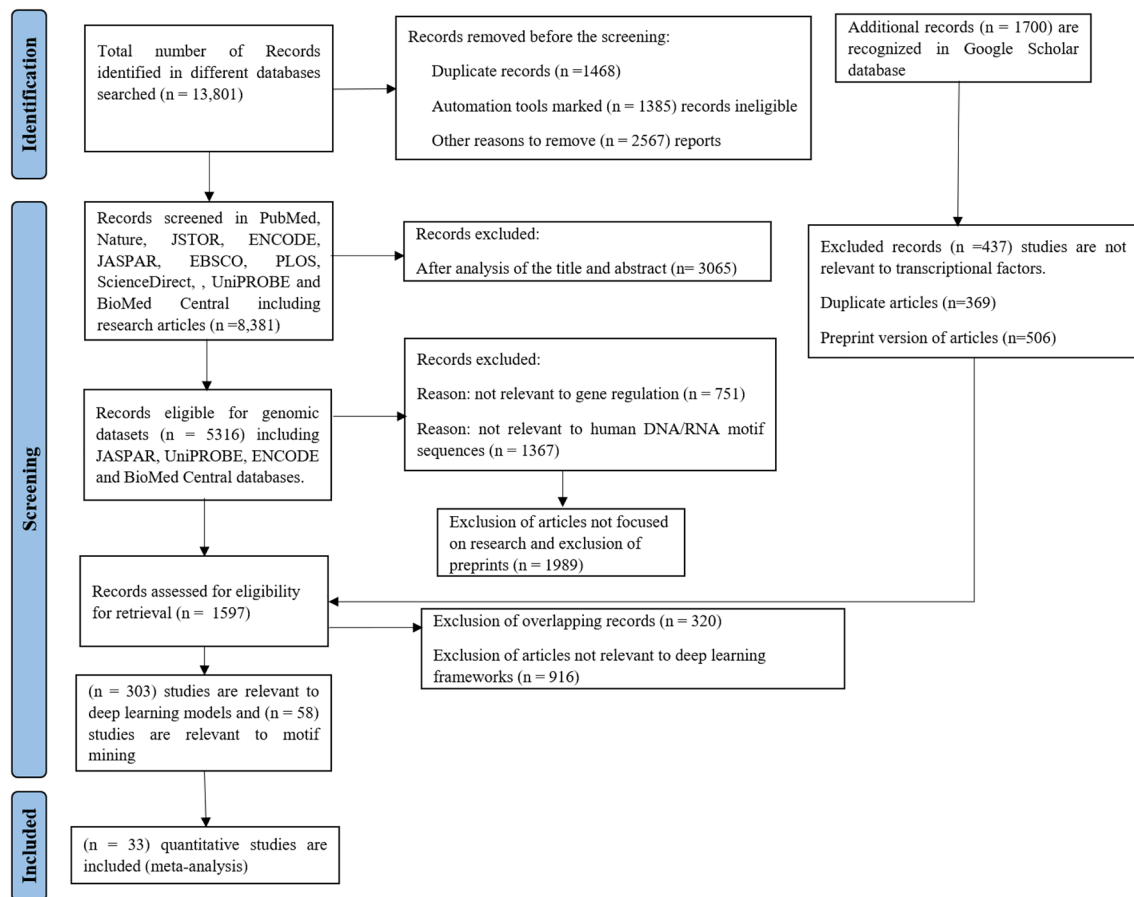 Identification
Total number of Records
identified in different databases
searched (n = 13,801)
Records removed before the screening:
Duplicate records (n =1468)
Automation tools marked (n = 1385) records ineligible
Other reasons to remove (n = 2567) reports
Additional records (n = 1700) are
recognized in Google Scholar
database
Screening
Records screened in PubMed,
Nature, JSTOR, ENCODE,
JASPAR, EBSCO, PLOS,
ScienceDirect, , UniPROBE and
BioMed Central including
research articles (n =8,381)
Records excluded:
After analysis of the title and abstract (n= 3065)
Excluded records (n =437) studies are not
relevant to transcriptional factors.
Duplicate articles (n=369)
Preprint version of articles (n=506)
Records eligible for genomic
datasets (n = 5316) including
JASPAR, UniPROBE, ENCODE
and BioMed Central databases.
Records excluded:
Reason: not relevant to gene regulation (n = 751)
Reason: not relevant to human DNA/RNA motif
sequences (n = 1367)
Exclusion of articles not focused
on research and exclusion of
preprints (n = 1989)
Records assessed for eligibility
for retrieval (n = 1597)
Exclusion of overlapping records (n = 320)
Exclusion of articles not relevant to deep learning
frameworks (n = 916)
(n = 303) studies are relevant to
deep learning models and (n = 58)
studies are relevant to motif
mining
Included
(n = 33) quantitative studies are
included (meta-analysis)